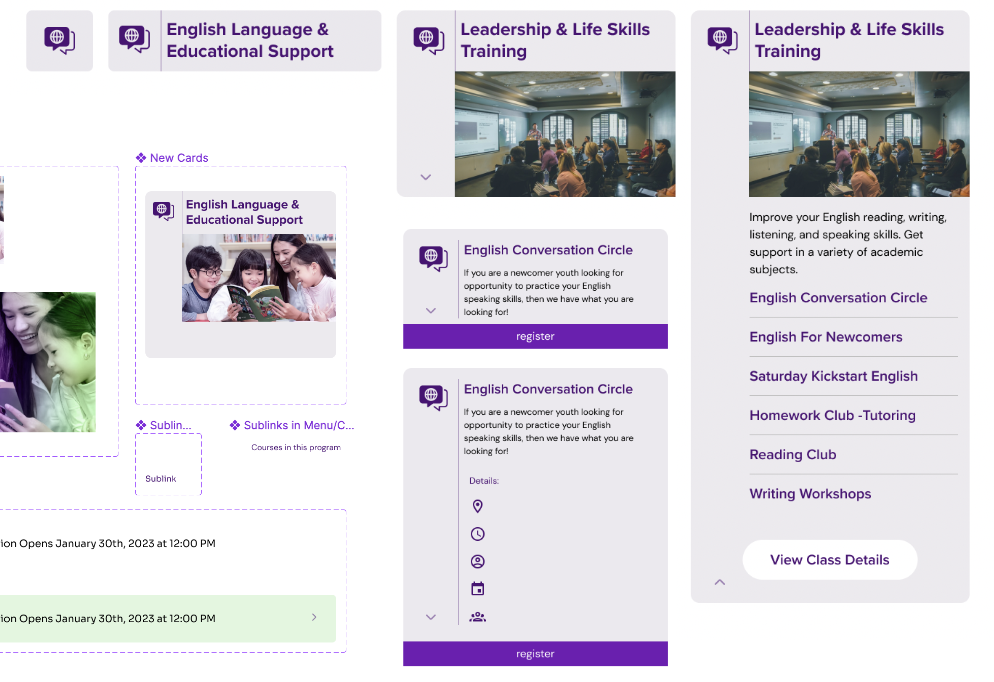 English Language &
Educational Support
New Cards
English Language &
Educational Support
Sublin...
Sublinks in Menu/C...
Courses in this program
Sublink
ion Opens January 30th, 2023 at 12:00 PM
ion Opens January 30th, 2023 at 12:00 PM
Leadership & Life Skills
Training
English Conversation Circle
If you are a newcomer youth looking for
opportunity to practice your English
speaking skills, then we have what you are
looking for!
register
English Conversation Circle
If you are a newcomer youth looking for
opportunity to practice your English
speaking skills, then we have what you are
looking for!
Details:
register
Leadership & Life Skills
Training
Improve your English reading, writing,
listening, and speaking skills. Get
support in a variety of academic
subjects.
English Conversation Circle
English For Newcomers
Saturday Kickstart English
Homework Club -Tutoring
Reading Club
Writing Workshops
View Class Details